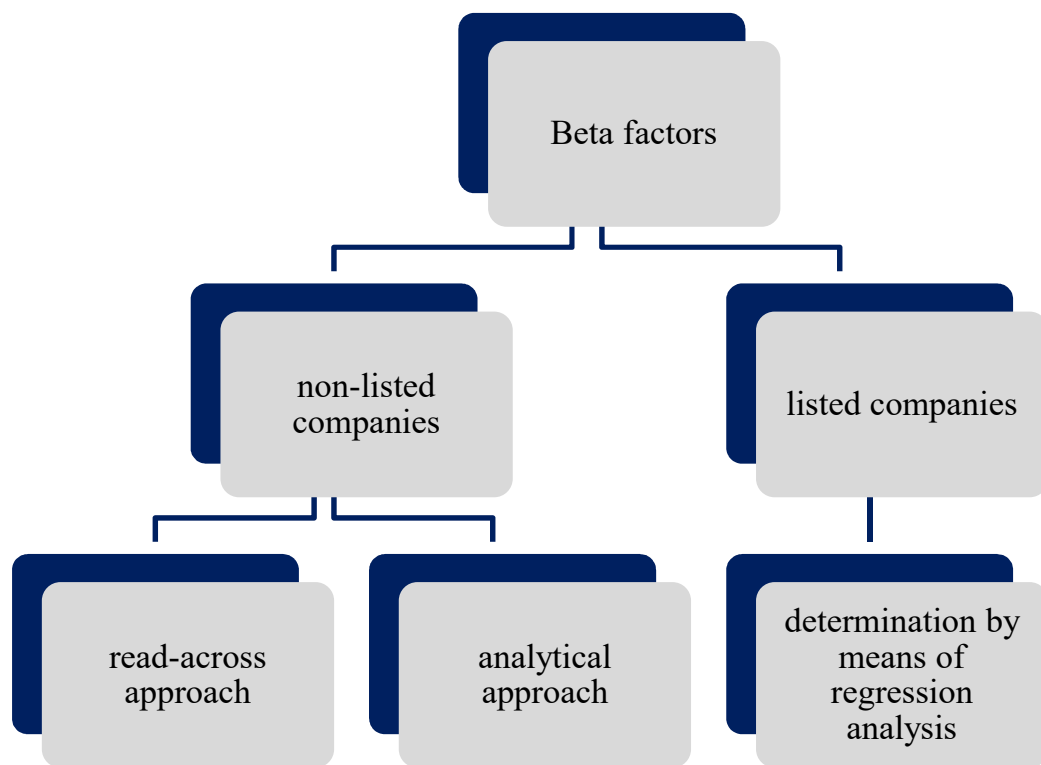 Beta factors
non-listed
companies
listed companies
read-across
approach
analytical
approach
determination by
means of
regression
analysis